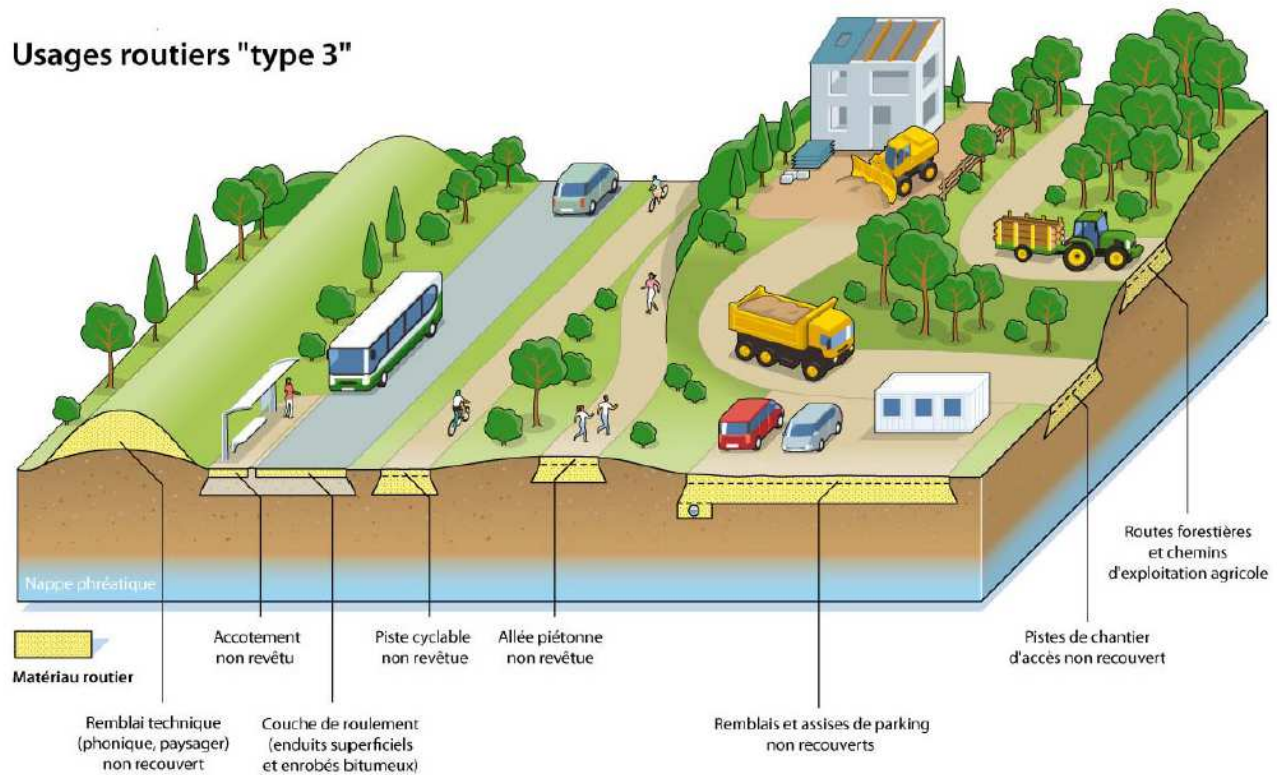 Usages routiers "type 3"
Nappe phréatique
Matériau routier
Remblai technique
(phonique, paysager)
non recouvert
Accotement
non revêtu
Couche de roulement
(enduits superficiels
et enrobés bitumeux)
Piste cyclable
non revêtue
Allée piétonne
non revêtue
Remblais et assises de parking
non recouverts
Pistes de chantier
d'accès non recouvert
Routes forestières
et chemins
d'exploitation agricole